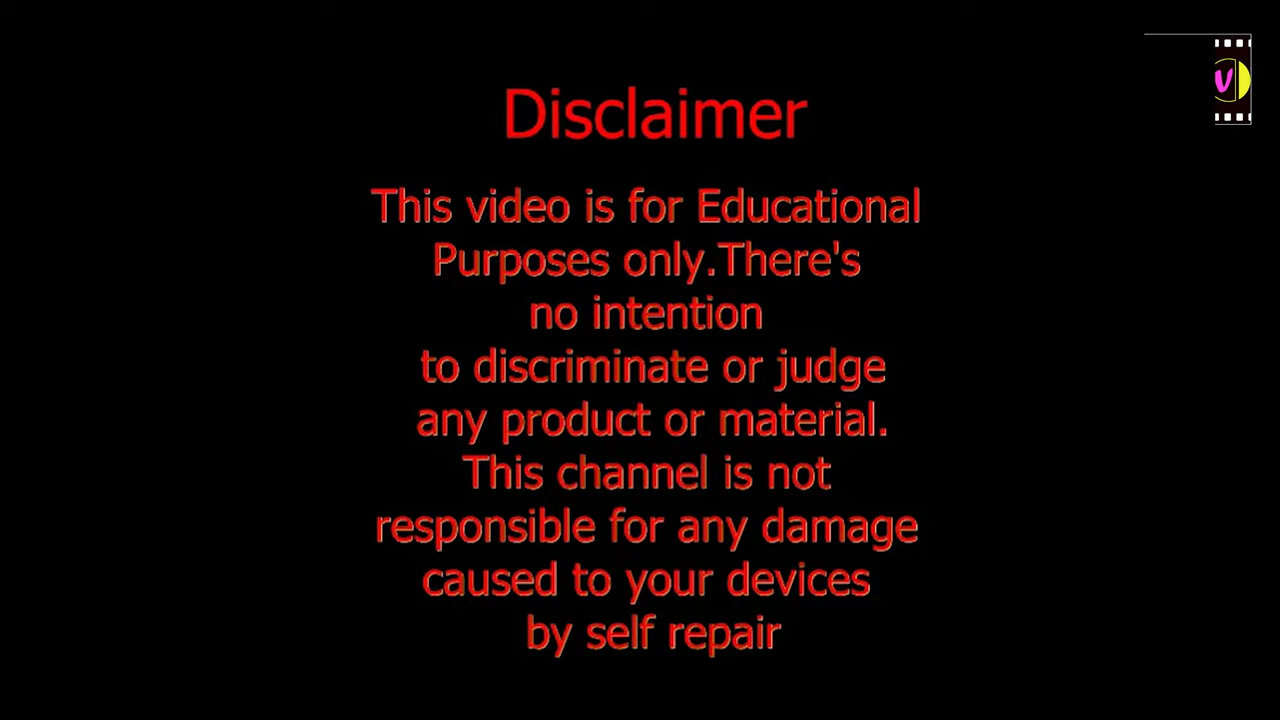 Disclaimer
This video is for Educational
Purposes only.There's
no intention
to discriminate or judge
any product or material.
This channel is not
responsible for any damage
caused to your devices
by self repair
V